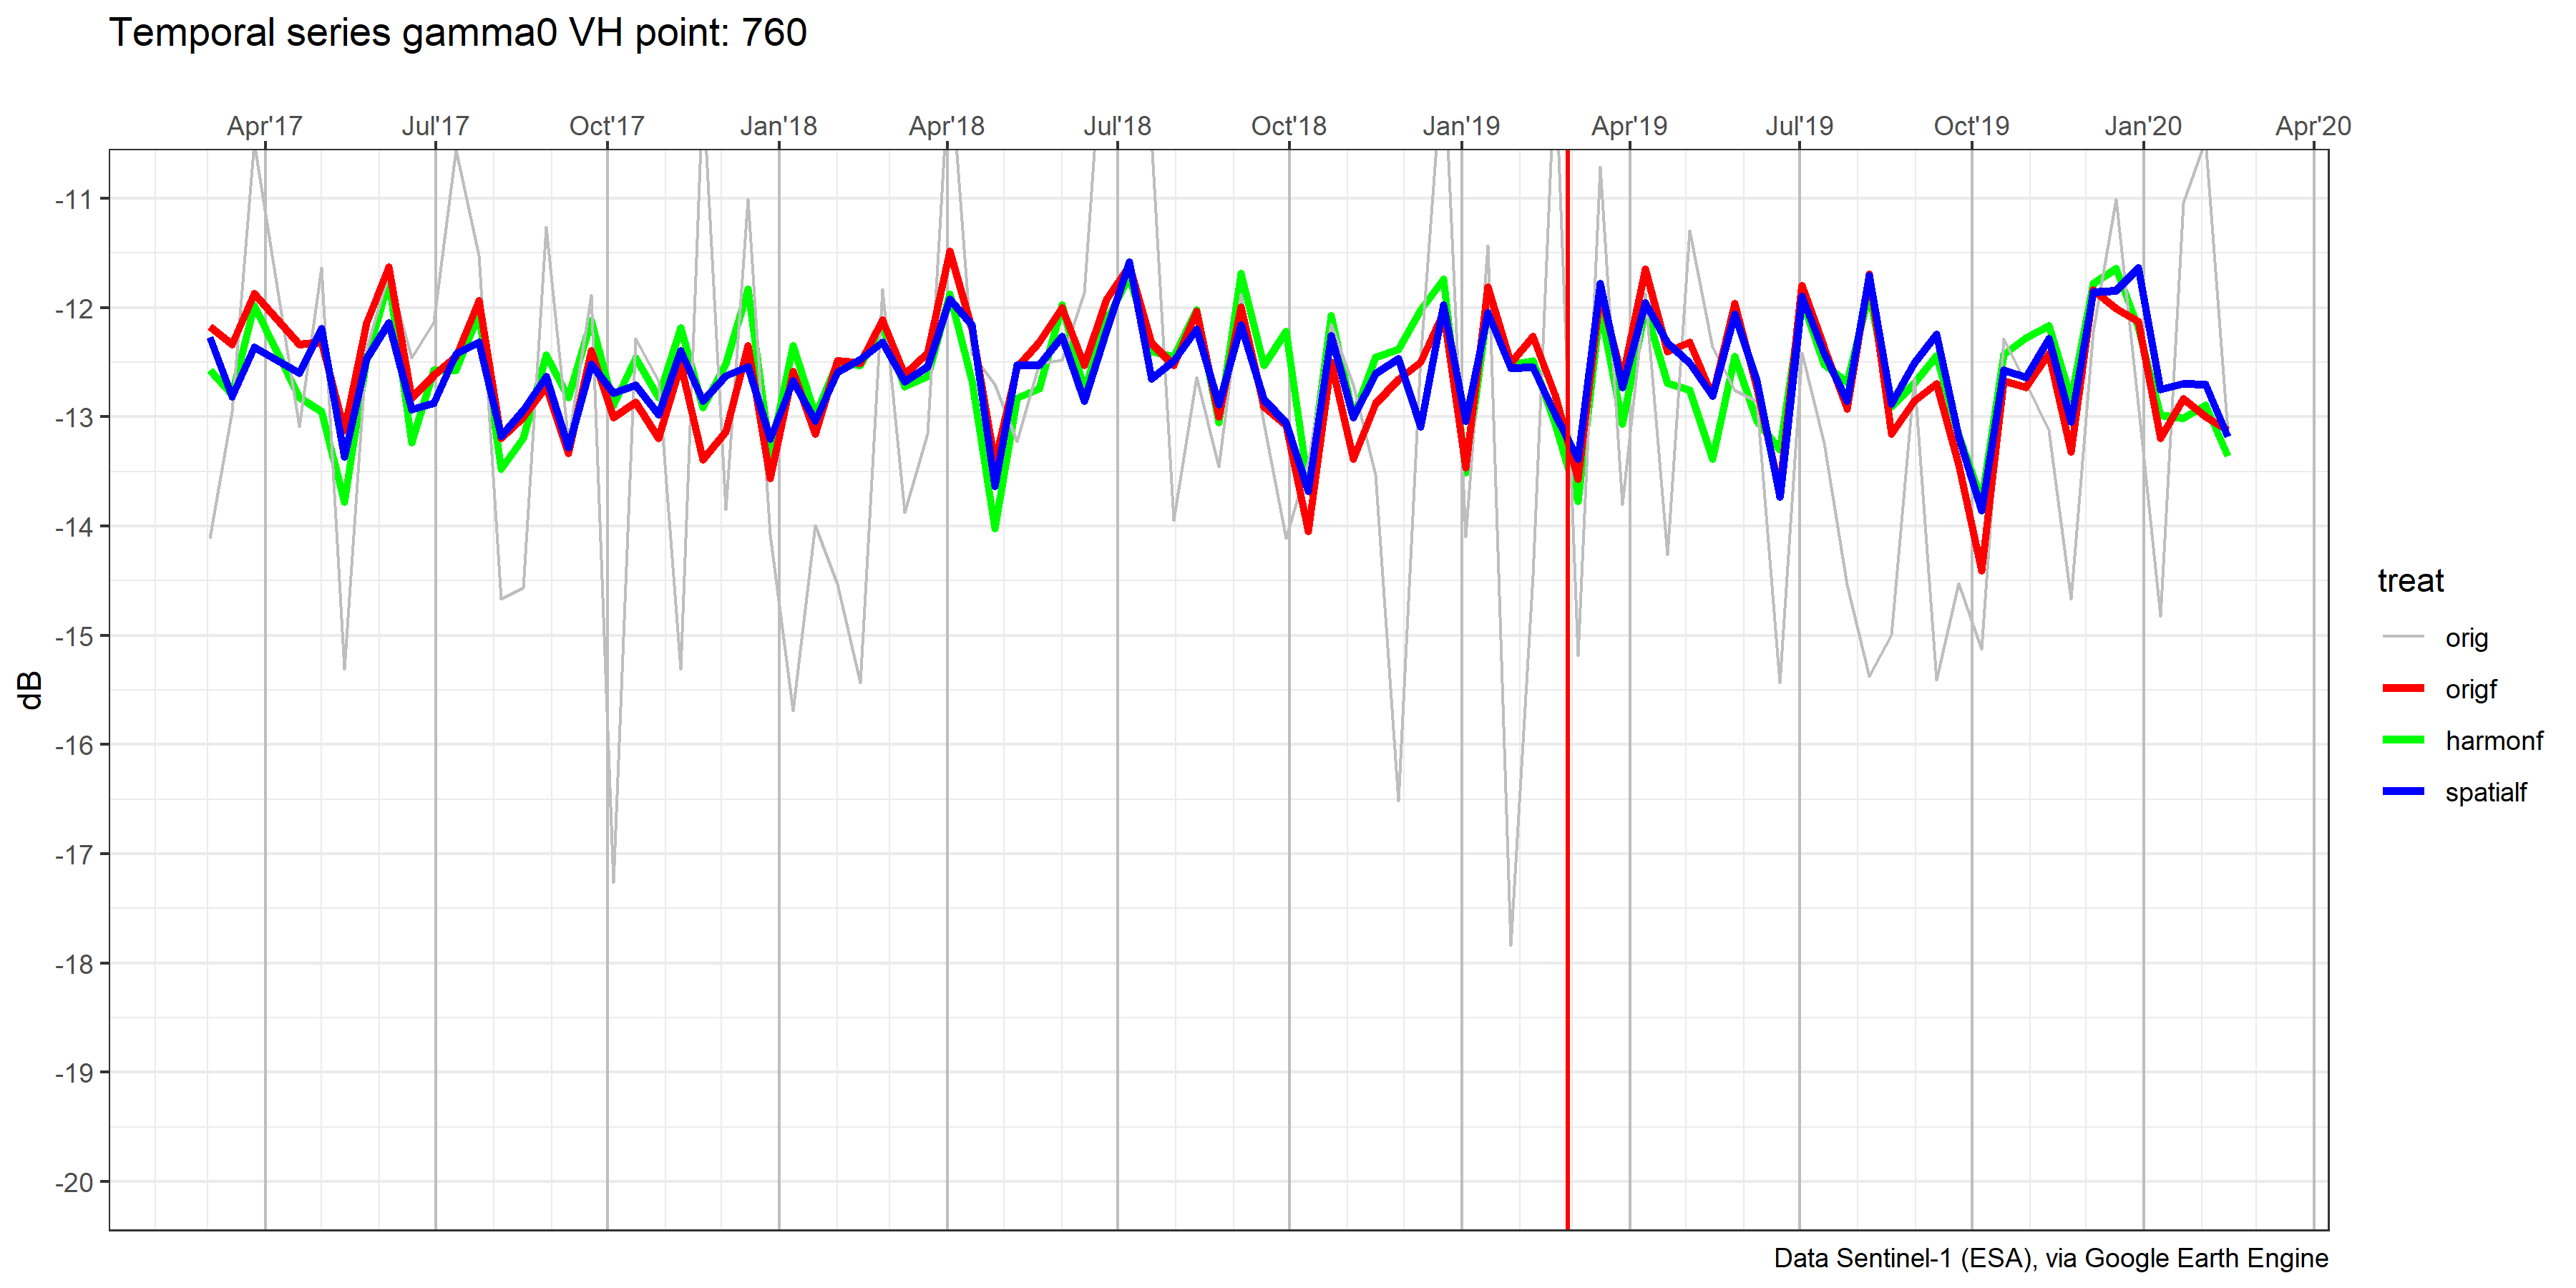 Temporal series gamma0 VH point: 760
Apr'17 Jul'17 Oct'17 Jan'18 Apr'18 Jul'18 Oct'18 Jan'19 Apr'19 Jul'19 Oct'19 Jan'20 Apr'20
-11
-12
-13
-14
-15
-16
-17
-18
-19
-20
dB
treat
orig
origf
harmonf
spatialf
Data Sentinel-1 (ESA), via Google Earth Engine